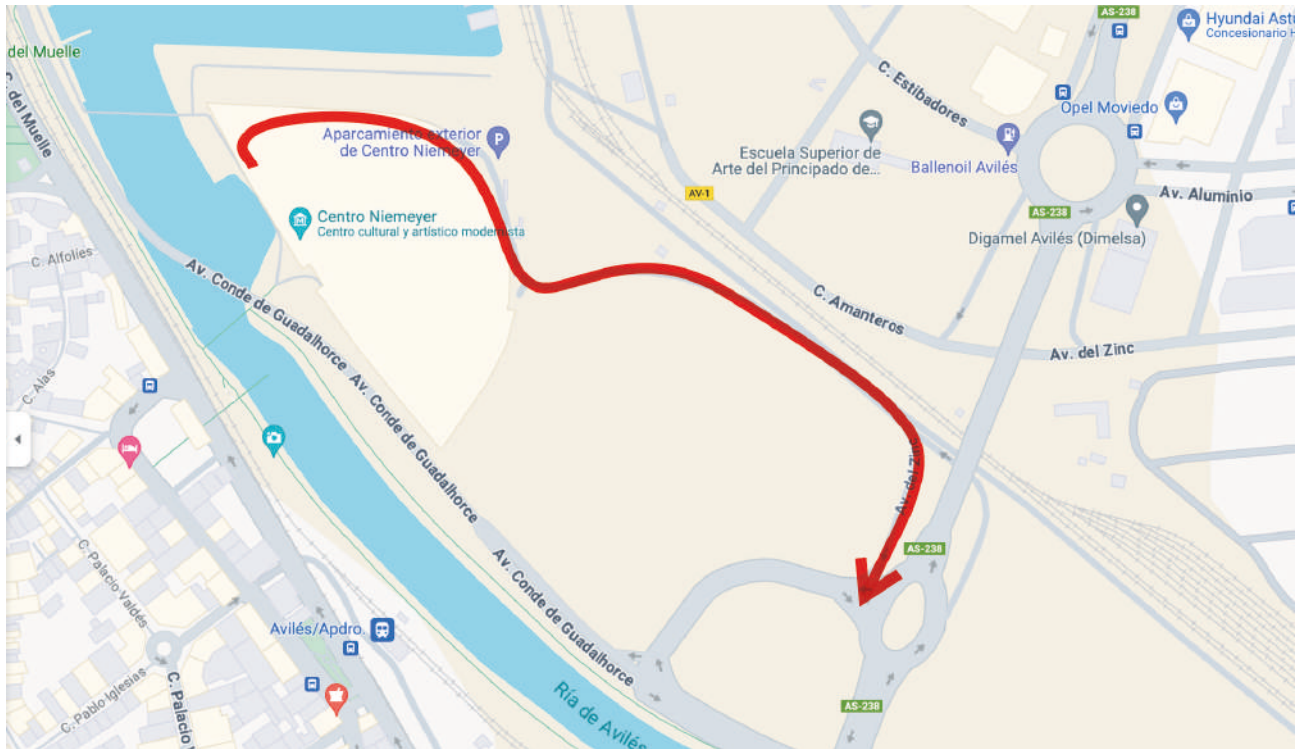 AS-238
Hyundai Astu
Concesionario H
del Muelle
C. del Muelle
C. Estibadores
Opel Moviedo
Aparcamiento exterior
de Centro Niemeyer
P
Escuela Superior de
Arte del Principado de...
Ballenoil Avilés
AV-1
Av. Aluminio
AS-238
Centro Niemeyer
Centro cultural y artístico modernista
Digamel Avilés (Dimelsa)
C. Alfolíes
Av. Conde de Guadalhorce
C. Amanteros
Av. del Zinc
C. Alas
Av. Conde de Guadalhorce
Av. del Zinc
C. Palacio Valdés
AS-238
Av. Conde de Guadalhorce
Avilés/Apdro.
C. Pablo Iglesias
C. Palacio
Ría de Avilés
AS-238